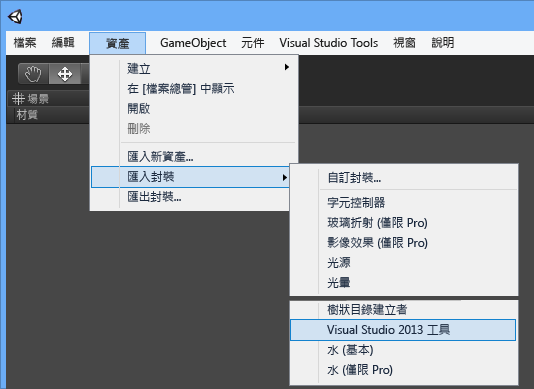 檔案 編輯 資產 GameObject 元件 Visual Studio Tools 視窗 說明
場景
材質
建立
在 [檔案總管] 中顯示
開啟
刪除
匯入新資產...
匯入封裝
匯出封裝...
自訂封裝...
字元控制器
玻璃折射 (僅限 Pro)
影像效果 (僅限 Pro)
光源
光暈
樹狀目錄建立者
Visual Studio 2013 工具
水 (基本)
水 (僅限 Pro)